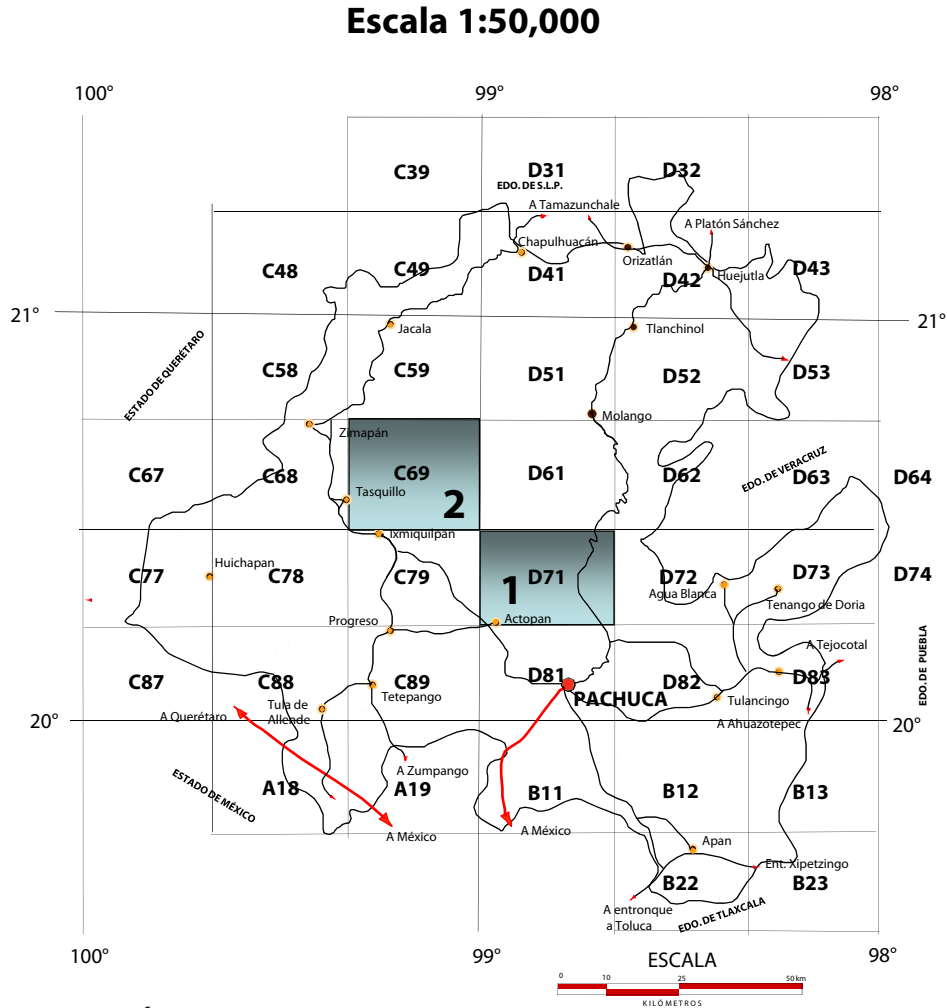 Escala 1:50,000
100°
99°
98°
C39
D31
D32
EDO. DE S.L.P.
A Tamazunchale
A Platón Sánchez
Chapulhuacán
Orizatlán
Huejutla
C48
C49
D41
D42
D43
21°
21°
Jacala
Tlanchinol
ESTADO DE QUERÉTARO
C58
C59
D51
D52
D53
Molango
Zimapán
EDO. DE VERACRUZ
C67
C68
C69
D61
D62
D63
D64
Tasquillo
2
Ixmiquilpan
Huichapan
C77
C78
C79
1
D71
D72
D73
D74
Agua Blanca
Tenango de Doria
Progreso
Actopan
A Tejocotal
EDO. DE PUEBLA
C87
C88
C89
D81
D82
D83
Tetepango
PACHUCA
Tulancingo
Tula de
Allende
A Querétaro
A Ahuazotepec
20°
20°
ESTADO DE MÉXICO
A Zumpango
A18
A19
B11
B12
B13
A México
A México
Apan
Ent. Xipetzingo
B22
B23
A entronque
a Toluca
EDO. DE TLAXCALA
100°
99°
98°
ESCALA
0 10 25 50 km
KILÓMETROS